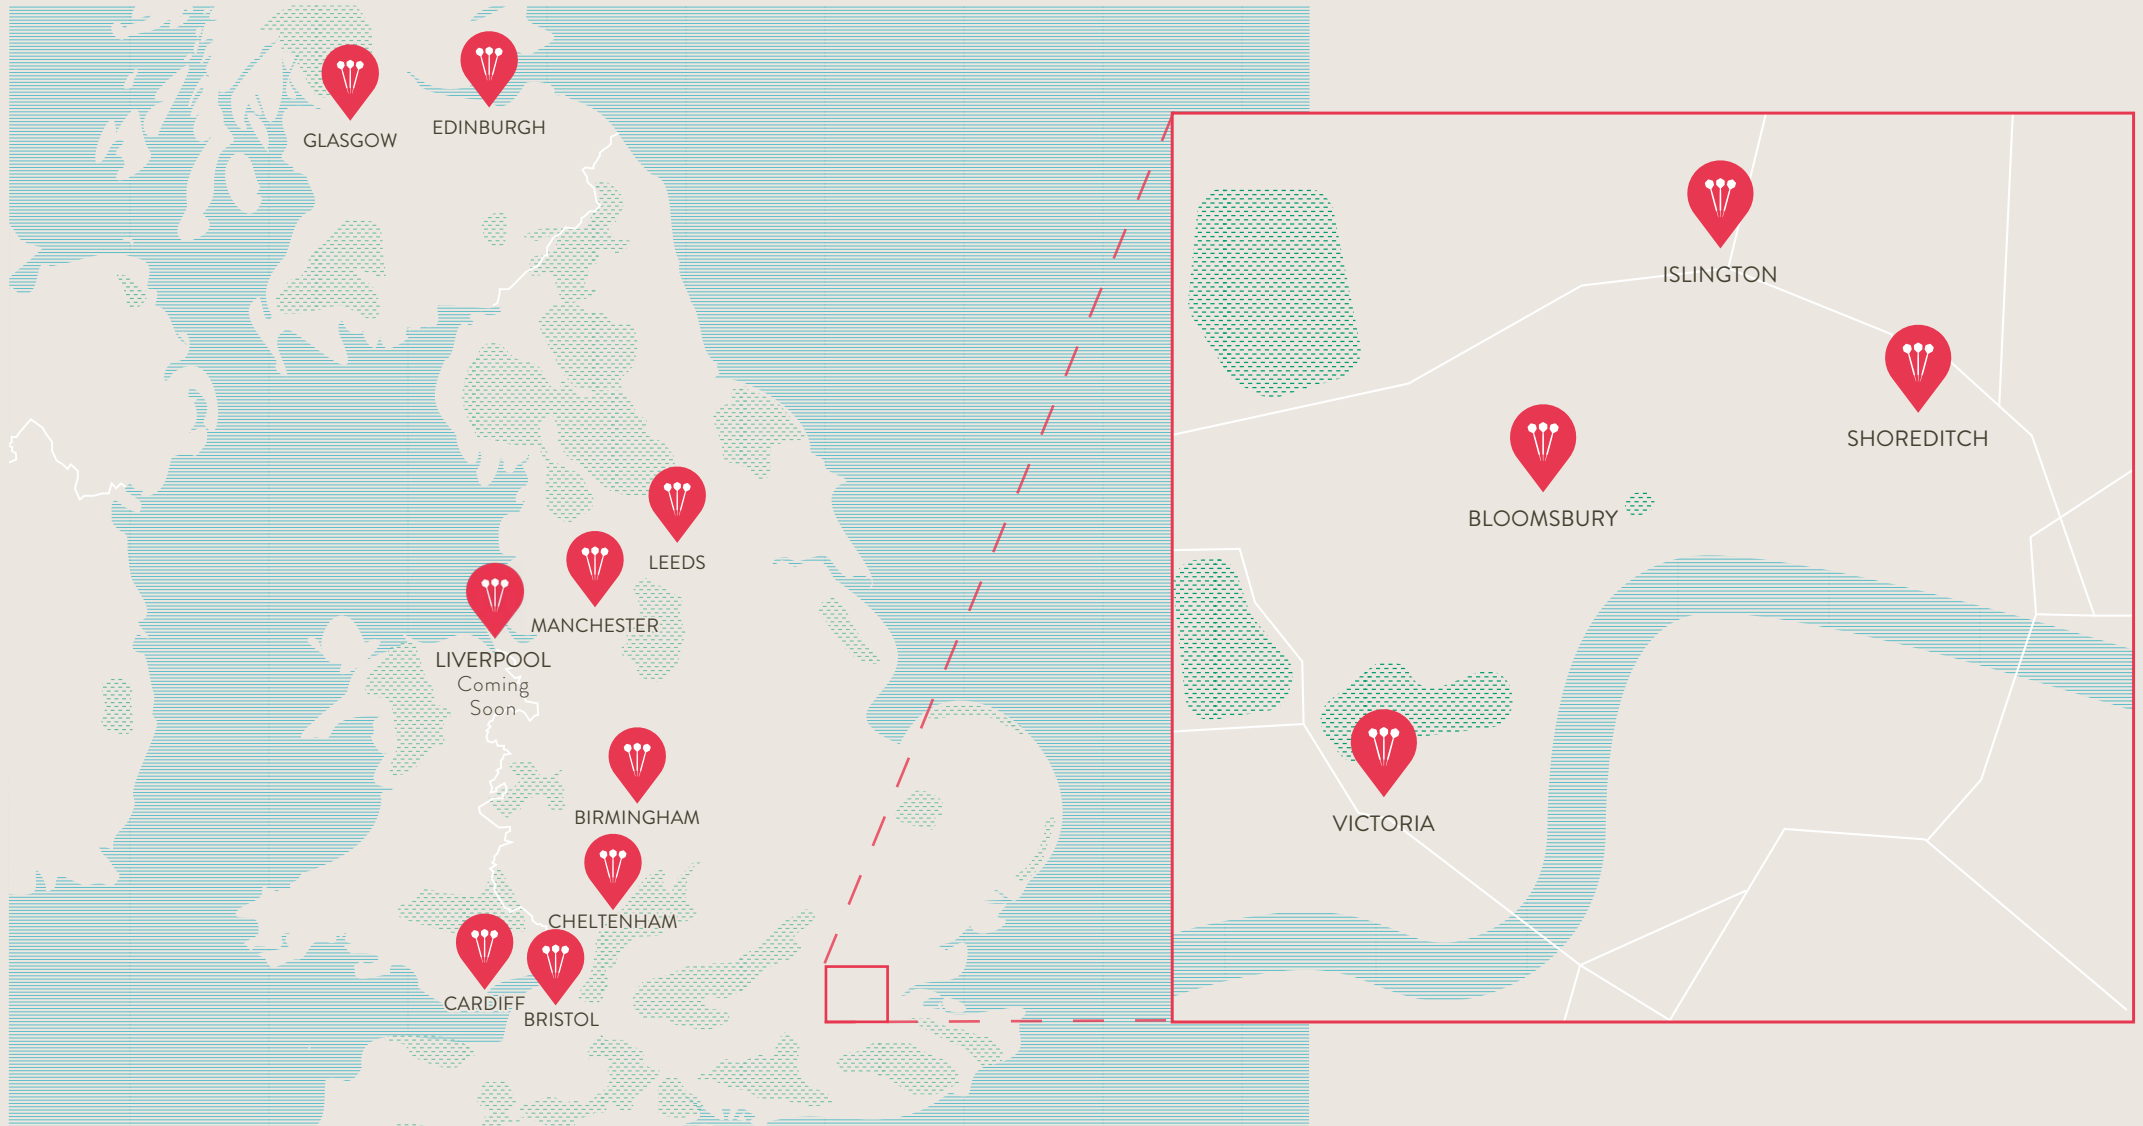 GLASGOW
EDINBURGH
LEEDS
MANCHESTER
LIVERPOOL
Coming
Soon
BIRMINGHAM
CHELTENHAM
CARDIFF
BRISTOL
ISLINGTON
SHOREDITCH
BLOOMSBURY
VICTORIA